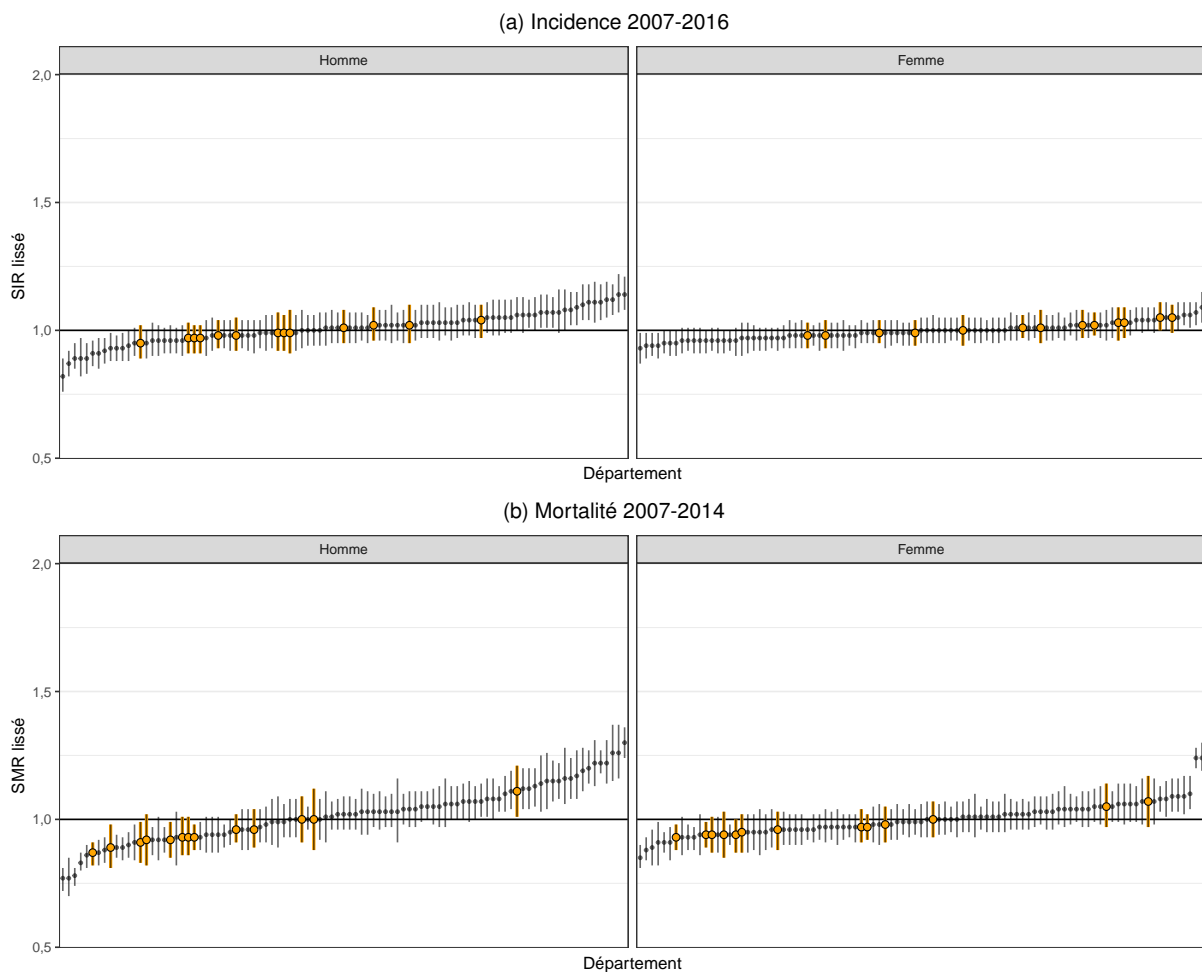 (a) Incidence 2007-2016
Homme
Femme
2,0
1,5
1,0
0,5
SIR lissé
Département
(b) Mortalité 2007-2014
Homme
Femme
2,0
1,5
1,0
0,5
SMR lissé
Département